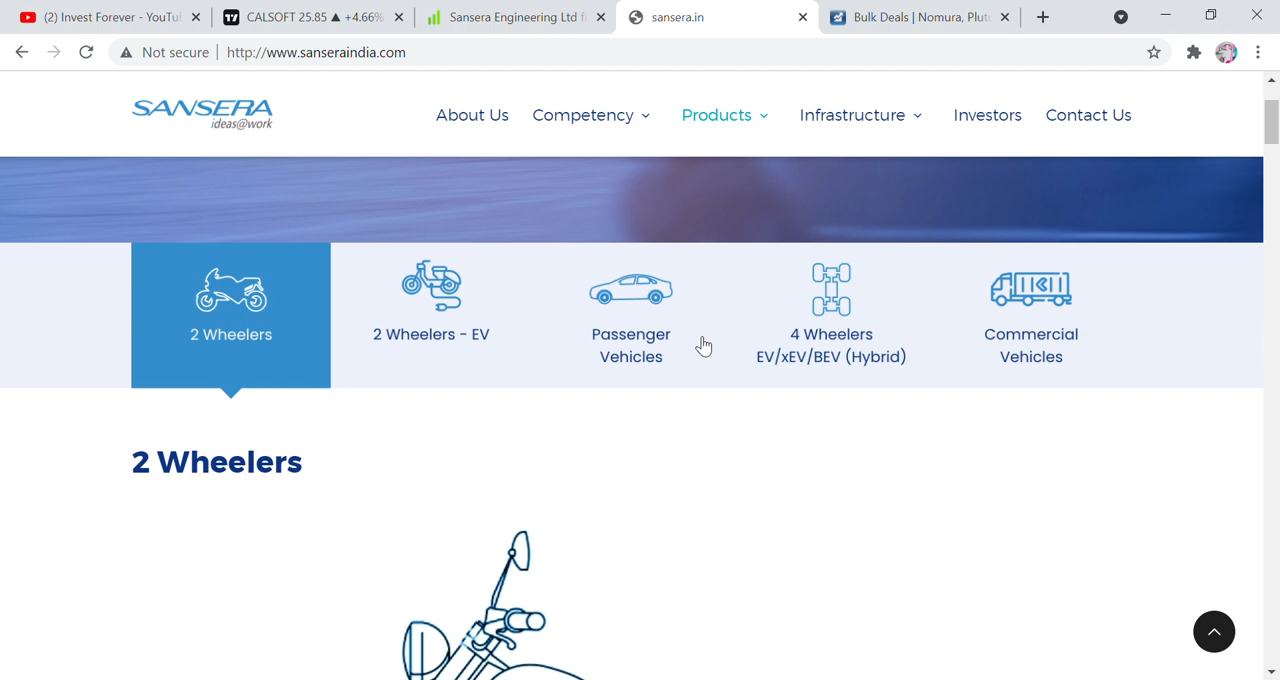 (2) Invest Forever - YouTu
CALSOFT 25.85 ▲ +4.66%
Sansera Engineering Ltd fi
sansera.in
Bulk Deals | Nomura, Plut
Not secure | http://www.sanseraindia.com
SANSERA
ideas@work
About Us
Competency
Products
Infrastructure
Investors
Contact Us
2 Wheelers
2 Wheelers - EV
Passenger
Vehicles
4 Wheelers
EV/xEV/BEV (Hybrid)
Commercial
Vehicles
2 Wheelers